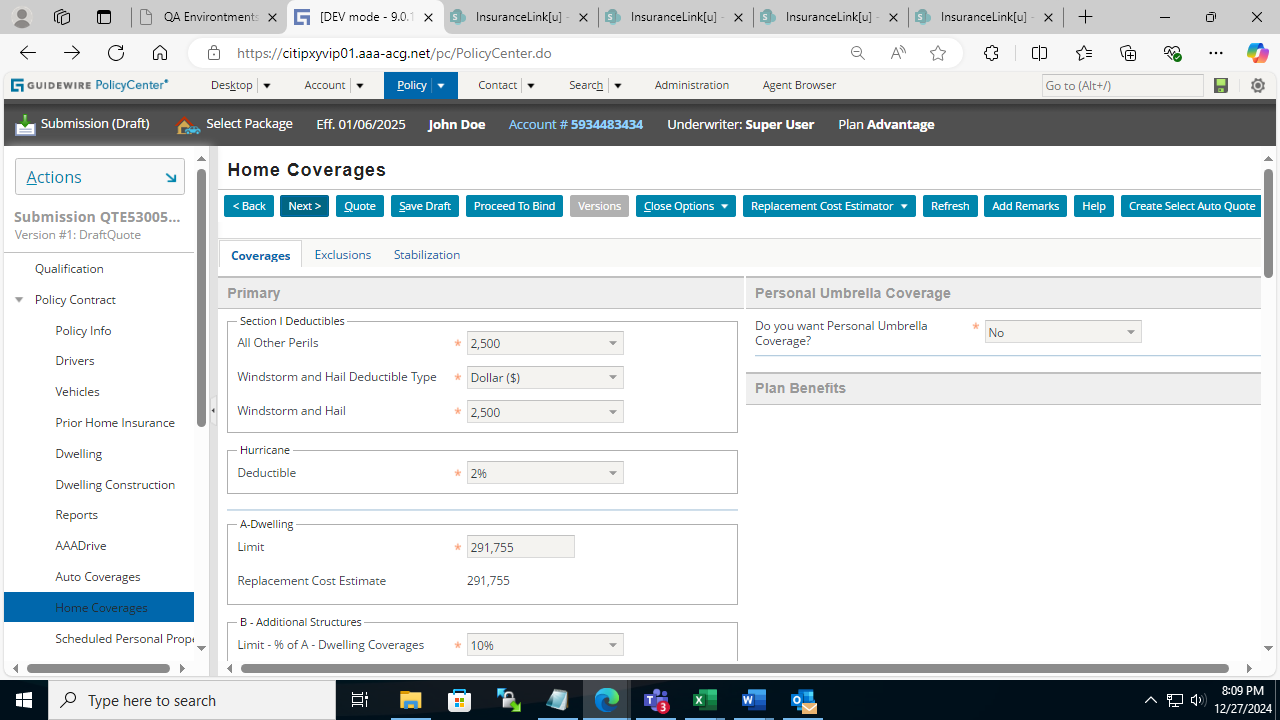 QA Environtments
[DEV mode - 9.0.1
InsuranceLink[u] -
InsuranceLink[u] -
InsuranceLink[u] -
InsuranceLink[u] -
https://citipxyvip01.aaa-acg.net/pc/PolicyCenter.do
GUIDEWIRE PolicyCenter®
Desktop
Account
Policy
Contact
Search
Administration
Agent Browser
Go to (Alt+/)
Submission (Draft)
Select Package
Eff. 01/06/2025
John Doe
Account # 5934483434
Underwriter: Super User
Plan Advantage
Actions
Submission QTE53005...
Version #1: DraftQuote
Qualification
Policy Contract
Policy Info
Drivers
Vehicles
Prior Home Insurance
Dwelling
Dwelling Construction
Reports
AAADrive
Auto Coverages
Home Coverages
Scheduled Personal Prope
Home Coverages
< Back
Next >
Quote
Save Draft
Proceed To Bind
Versions
Close Options
Replacement Cost Estimator
Refresh
Add Remarks
Help
Create Select Auto Quote
Coverages
Exclusions
Stabilization
Primary
Section I Deductibles
All Other Perils * 2,500
Windstorm and Hail Deductible Type * Dollar ($)
Windstorm and Hail * 2,500
Hurricane
Deductible * 2%
A-Dwelling
Limit * 291,755
Replacement Cost Estimate 291,755
B - Additional Structures
Limit - % of A - Dwelling Coverages * 10%
Personal Umbrella Coverage
Do you want Personal Umbrella * No
Coverage?
Plan Benefits
Type here to search
3
8:09 PM
12/27/2024